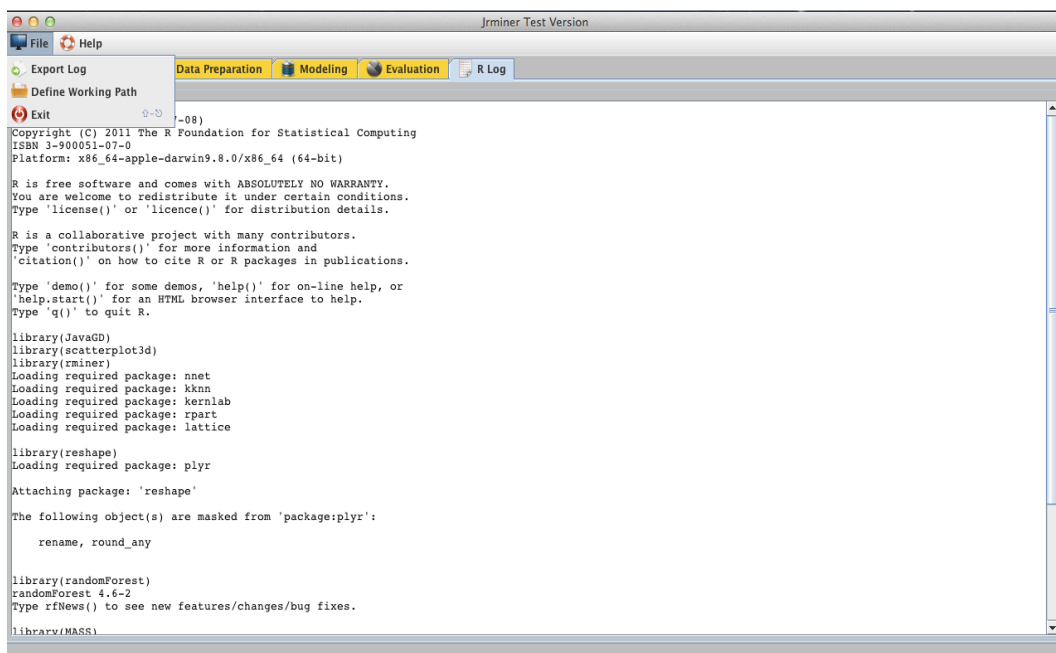 Jrminer Test Version
File Help
Export Log
Define Working Path
Exit
Data Preparation Modeling Evaluation R Log
-08)
Copyright (C) 2011 The R Foundation for Statistical Computing
ISBN 3-900051-07-0
Platform: x86_64-apple-darwin9.8.0/x86_64 (64-bit)
R is free software and comes with ABSOLUTELY NO WARRANTY.
You are welcome to redistribute it under certain conditions.
Type 'license()' or 'licence()' for distribution details.
R is a collaborative project with many contributors.
Type 'contributors()' for more information and
'citation()' on how to cite R or R packages in publications.
Type 'demo()' for some demos, 'help()' for on-line help, or
'help.start()' for an HTML browser interface to help.
Type 'q()' to quit R.
library(JavaGD)
library(scatterplot3d)
library(rminer)
Loading required package: nnet
Loading required package: kknn
Loading required package: kernlab
Loading required package: rpart
Loading required package: lattice
library(reshape)
Loading required package: plyr
Attaching package: 'reshape'
The following object(s) are masked from 'package:plyr':
rename, round_any
library(randomForest)
randomForest 4.6-2
Type rfNews() to see new features/changes/bug fixes.
library(MASS)